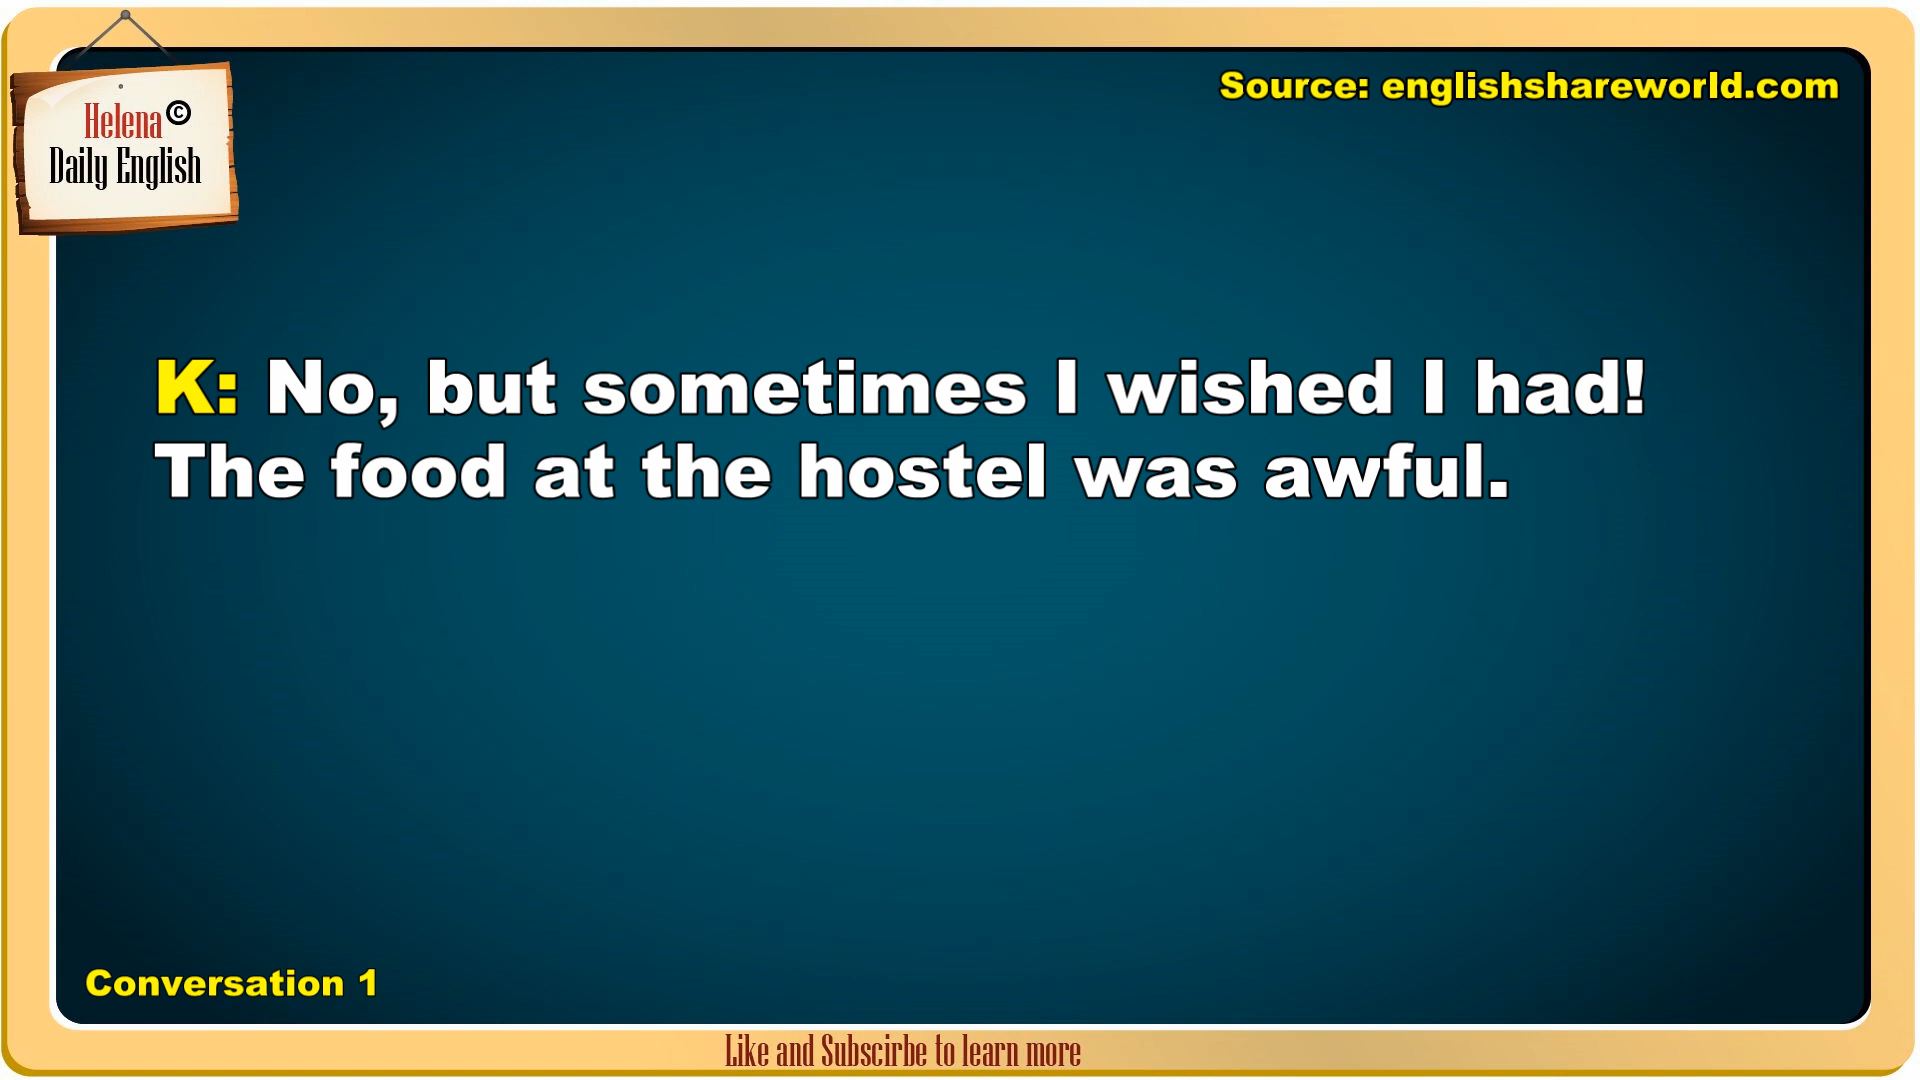 Helena©
Daily English
Source: englishshareworld.com
K: No, but sometimes I wished I had!
The food at the hostel was awful.
Conversation 1
Like and Subscirbe to learn more